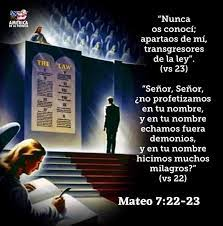 AMERICA
"Nunca
os conocí;
apartaos de mí,
transgresores
de la ley".
(vs 23)
"Señor, Señor,
¿no profetizamos
en tu nombre,
y en tu nombre
echamos fuera
demonios,
y en tu nombre
hicimos muchos
milagros?"
(vs 22)
THE LAW
Mateo 7:22-23